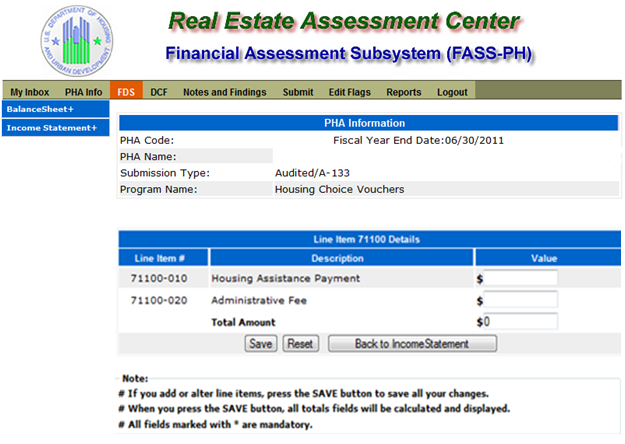 U.S. DEPARTMENT OF HOUSING AND URBAN DEVELOPMENT
Real Estate Assessment Center
Financial Assessment Subsystem (FASS-PH)
My Inbox PHA Info FDS DCF Notes and Findings Submit Edit Flags Reports Logout
BalanceSheet+
Income Statement+
PHA Information
PHA Code: Fiscal Year End Date:06/30/2011
PHA Name:
Submission Type: Audited/A-133
Program Name: Housing Choice Vouchers
Line Item 71100 Details
Line Item # Description Value
71100-010 Housing Assistance Payment $
71100-020 Administrative Fee $
Total Amount $0
Save Reset Back to IncomeStatement
Note:
# If you add or alter line items, press the SAVE button to save all your changes.
# When you press the SAVE button, all totals fields will be calculated and displayed.
# All fields marked with * are mandatory.